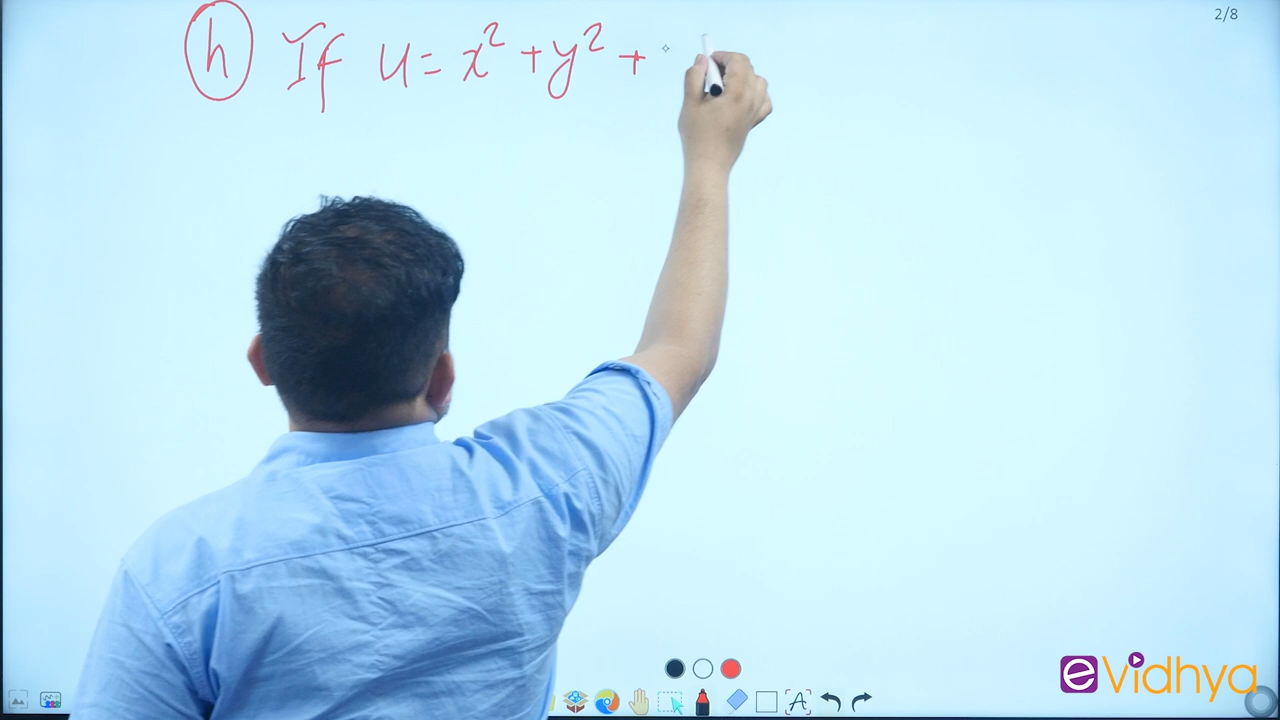 2/8
(h) If u = x² + y² +
eVidhya